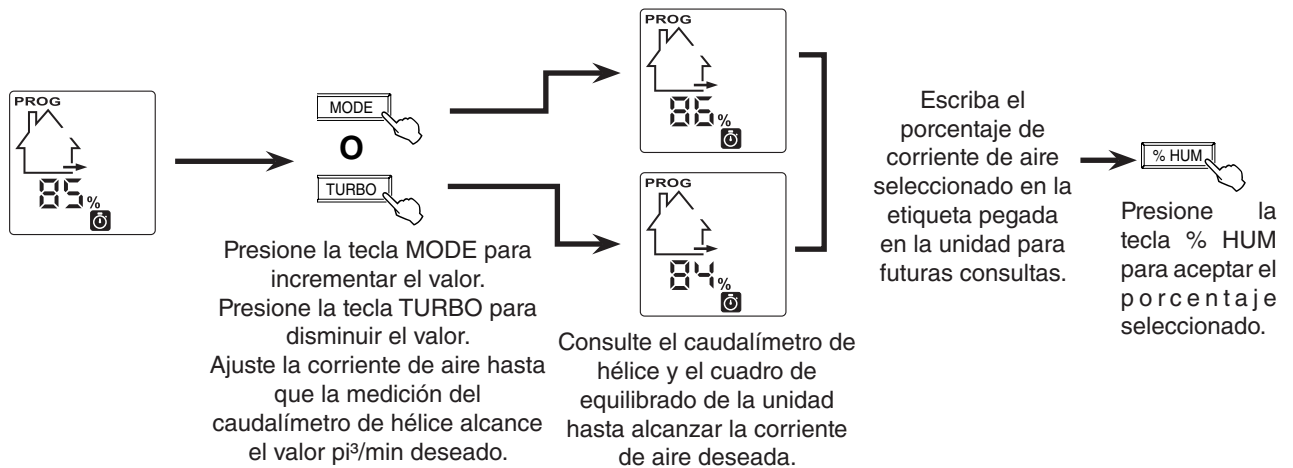 PROG
85%
MODE
O
TURBO
Presione la tecla MODE para
incrementar el valor.
Presione la tecla TURBO para
disminuir el valor.
Ajuste la corriente de aire hasta
que la medición del
caudalímetro de hélice alcance
el valor pi³/min deseado.
PROG
86%
PROG
84%
Consulte el caudalímetro de
hélice y el cuadro de
equilibrado de la unidad
hasta alcanzar la corriente
de aire deseada.
Escriba el
porcentaje de
corriente de aire
seleccionado en la
etiqueta pegada
en la unidad para
futuras consultas.
% HUM
Presione la
tecla % HUM
para aceptar el
porcentaje
seleccionado.